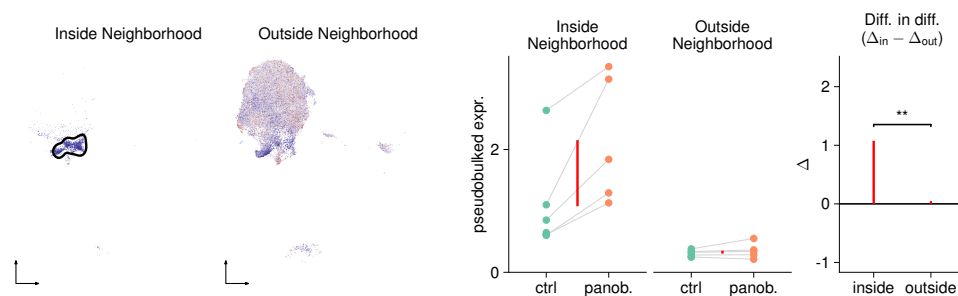 Inside Neighborhood
Outside Neighborhood
Inside
Neighborhood
Outside
Neighborhood
Diff. in diff.
(Δin − Δout)
pseudobulked expr.
2
0
ctrl
panob.
ctrl
panob.
Δ
2
1
0
-1
**
inside
outside